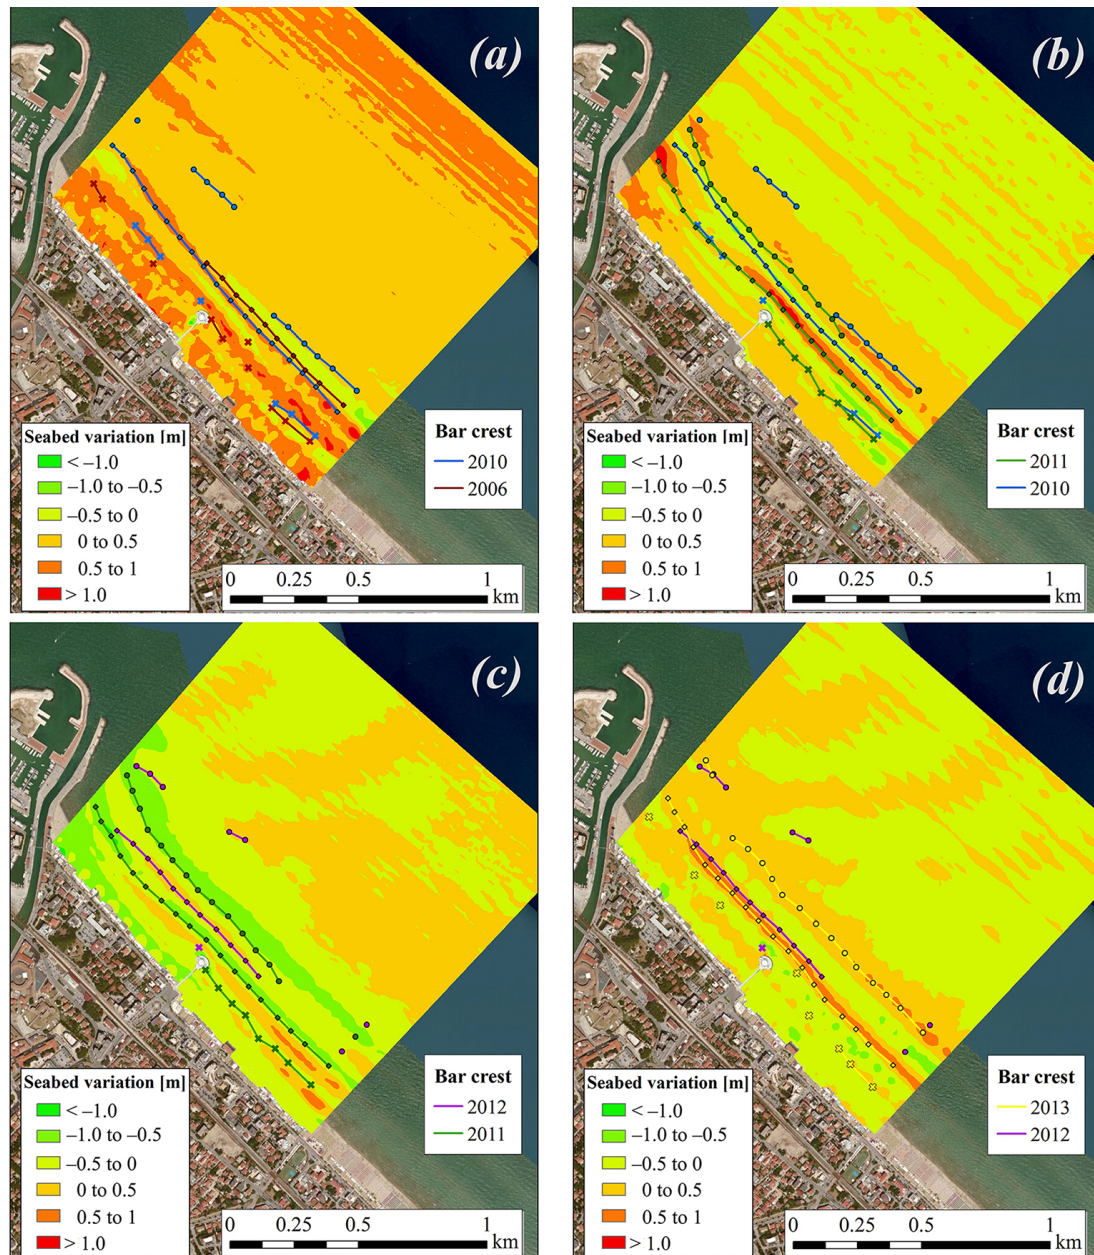 (a)
Seabed variation [m]
< –1.0
–1.0 to –0.5
–0.5 to 0
0 to 0.5
0.5 to 1
> 1.0
Bar crest
2010
2006
0 0.25 0.5 1
km
(b)
Seabed variation [m]
< –1.0
–1.0 to –0.5
–0.5 to 0
0 to 0.5
0.5 to 1
> 1.0
Bar crest
2011
2010
0 0.25 0.5 1
km
(c)
Seabed variation [m]
< –1.0
–1.0 to –0.5
–0.5 to 0
0 to 0.5
0.5 to 1
> 1.0
Bar crest
2012
2011
0 0.25 0.5 1
km
(d)
Seabed variation [m]
< –1.0
–1.0 to –0.5
–0.5 to 0
0 to 0.5
0.5 to 1
> 1.0
Bar crest
2013
2012
0 0.25 0.5 1
km